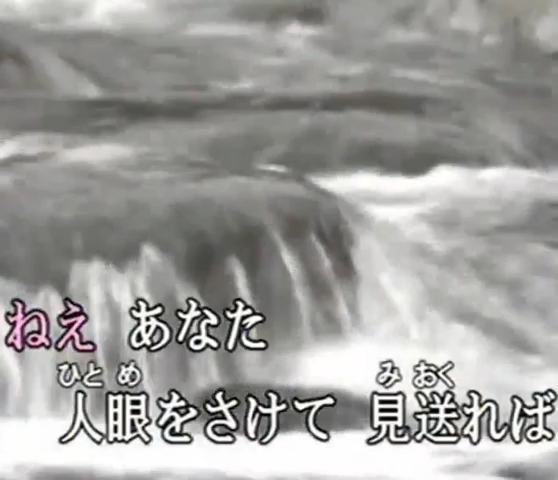 ねえ あなた
ひと め み おく
人眼をさけて 見送れば